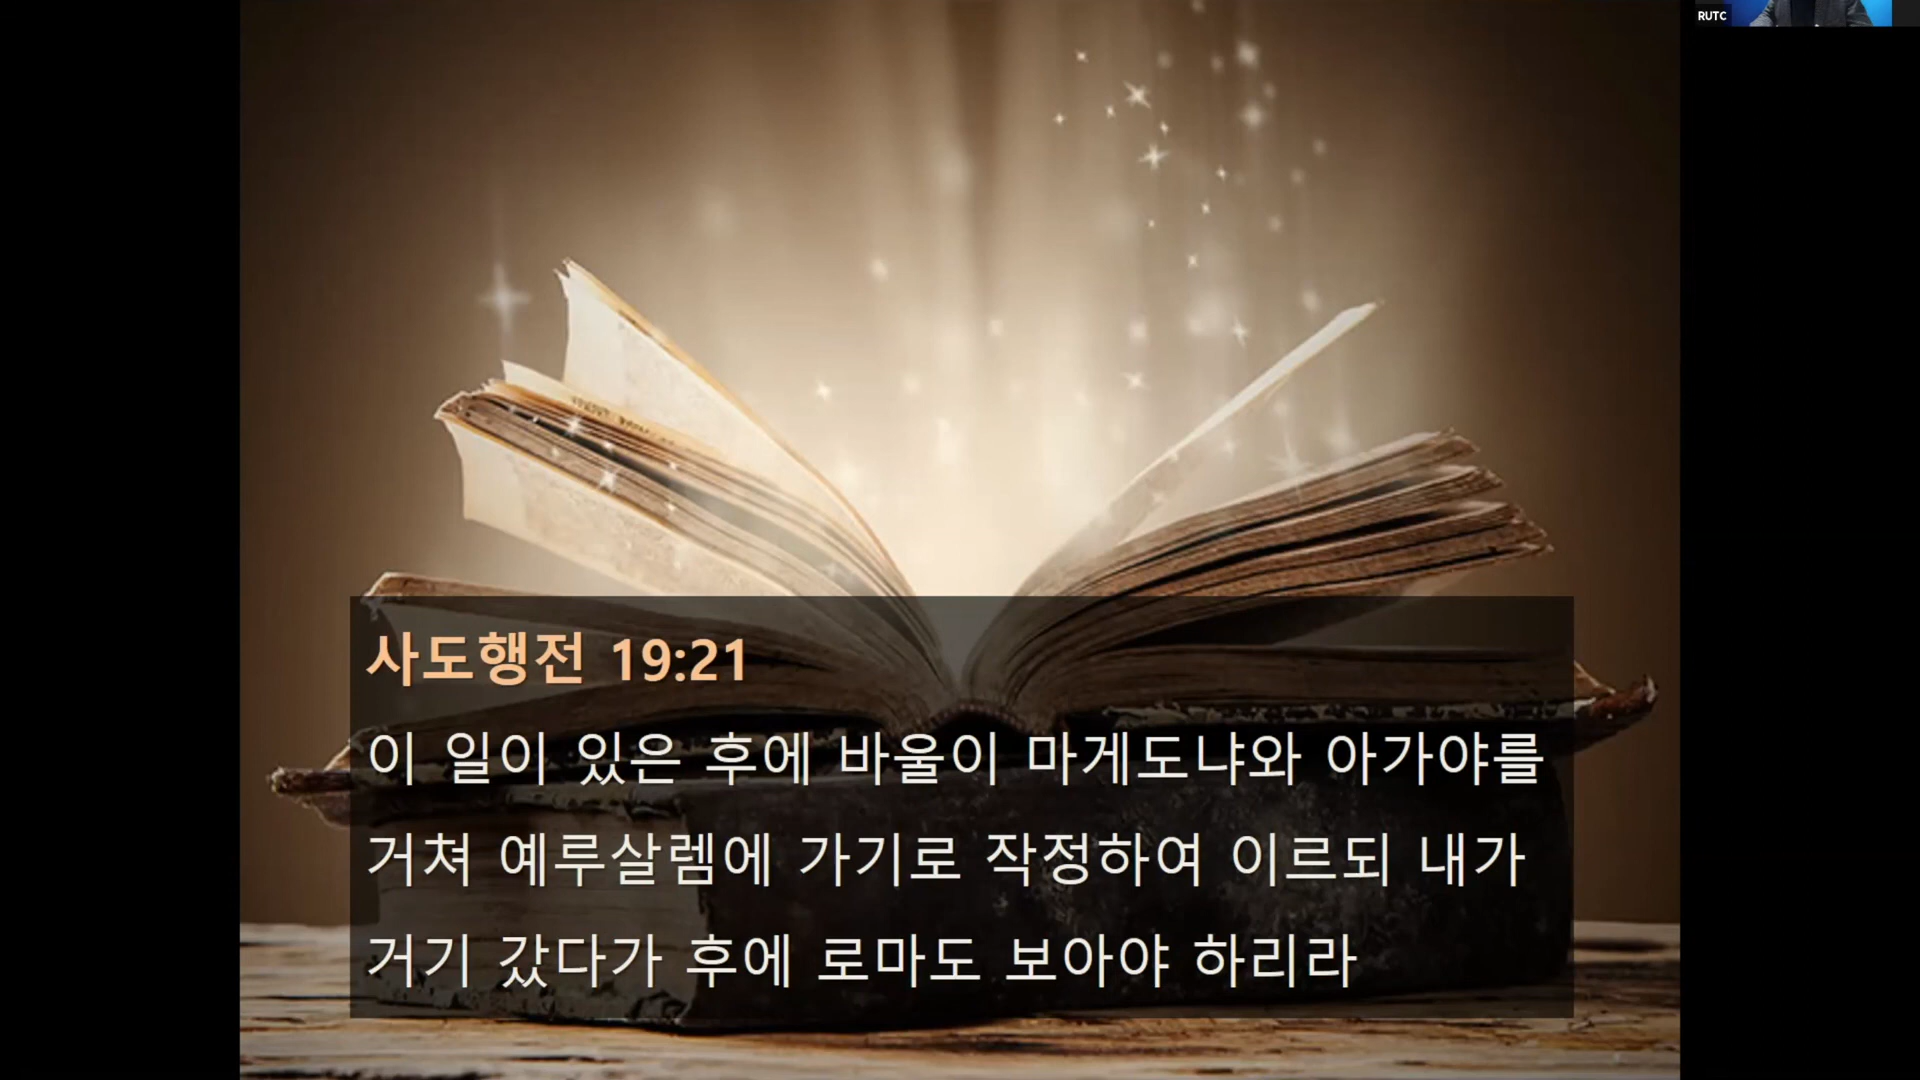 RUTC
사도행전 19:21
이 일이 있은 후에 바울이 마게도냐와 아가야를
거쳐 예루살렘에 가기로 작정하여 이르되 내가
거기 갔다가 후에 로마도 보아야 하리라